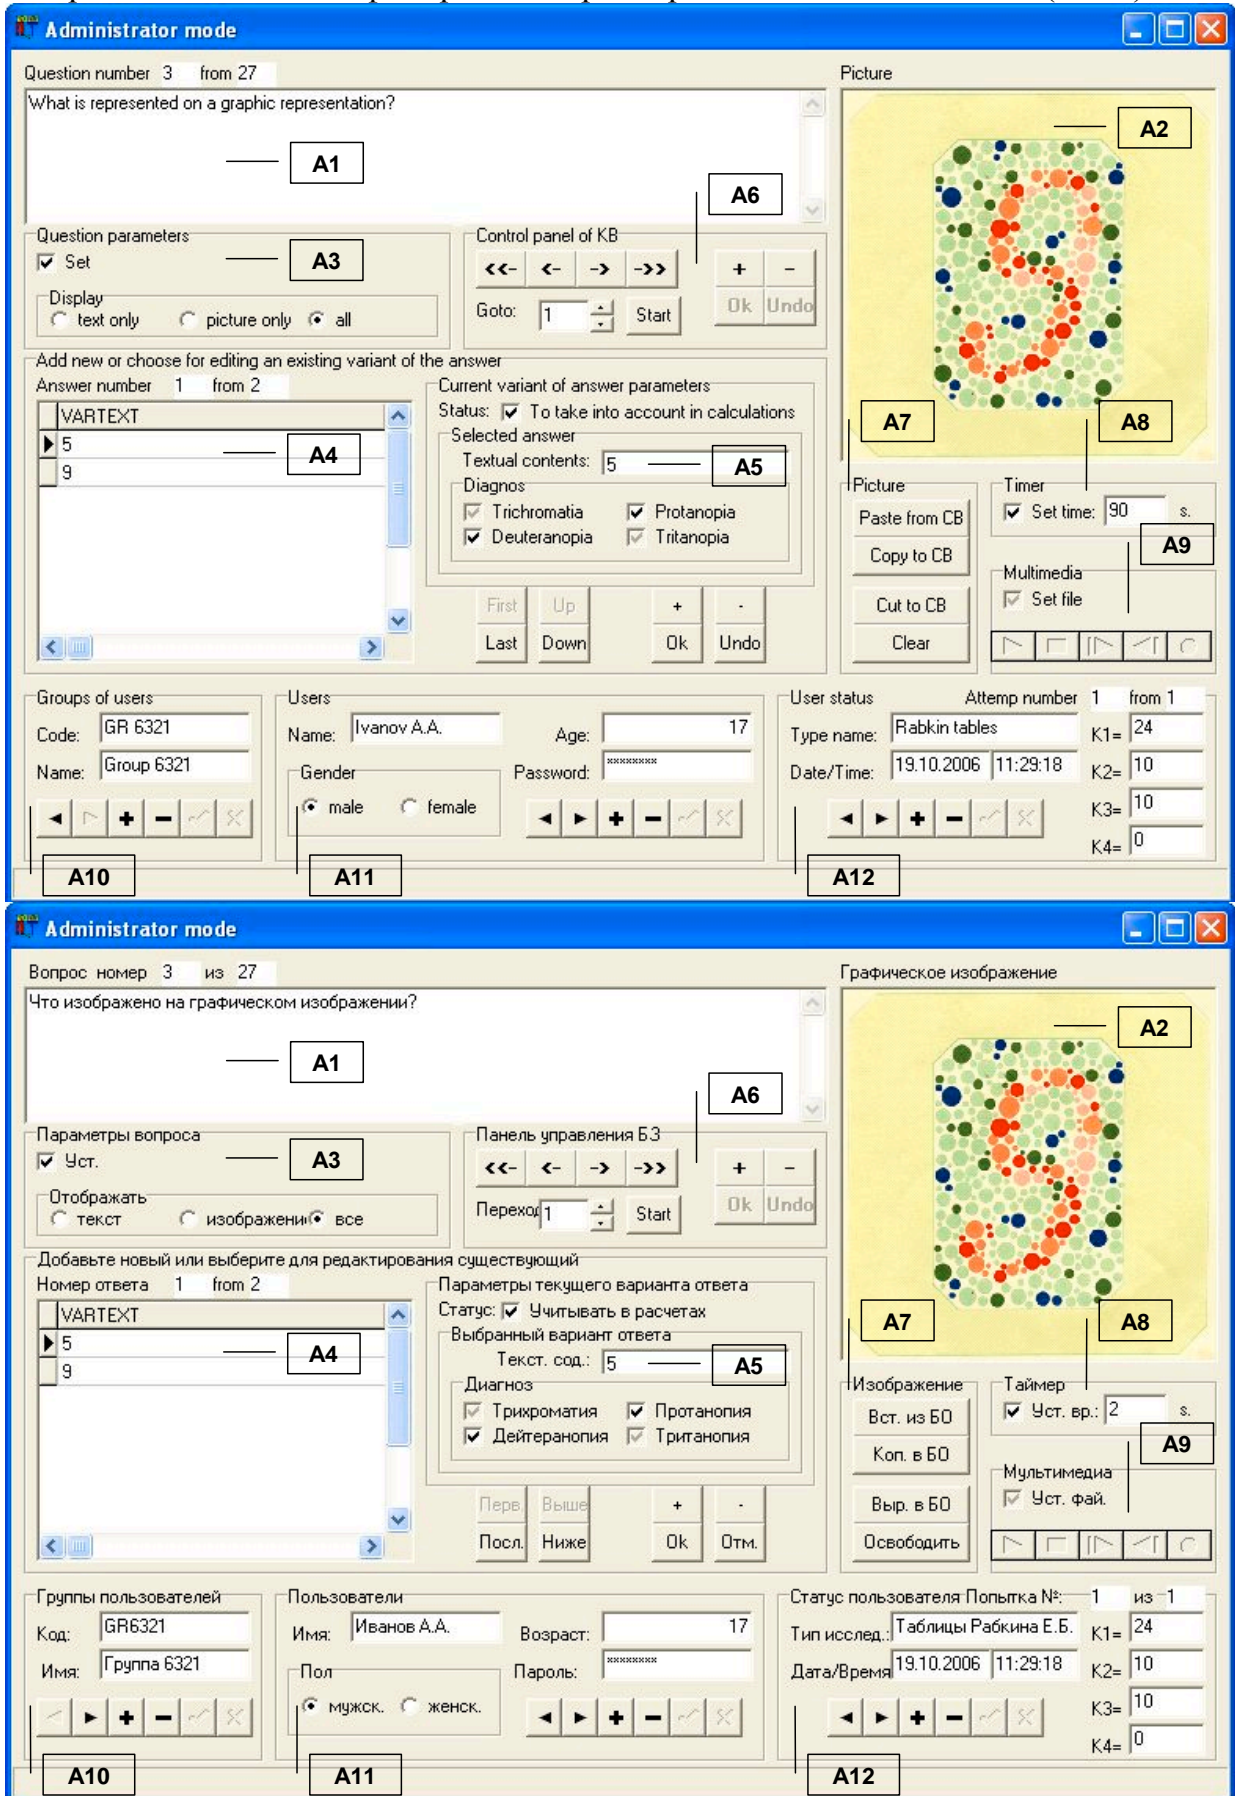 Administrator mode
Question number 3 from 27
Picture
What is represented on a graphic representation?
A1
A2
A6
Question parameters
Set
A3
Display
text only picture only all
Control panel of KB
<<- <- -> ->> + -
Goto: 1 Start Ok Undo
Add new or choose for editing an existing variant of the answer
Answer number 1 from 2
VARTEXT
5
9
A4
Current variant of answer parameters
Status: To take into account in calculations
Selected answer
Textual contents: 5
A5
Diagnos
Trichromatia Protanopia
Deuteranopia Tritanopia
First Up + -
Last Down Ok Undo
A7
A8
Picture
Paste from CB
Copy to CB
Cut to CB
Clear
Timer
Set time: 90 s.
A9
Multimedia
Set file
Groups of users
Code: GR 6321
Name: Group 6321
A10
Users
Name: Ivanov A.A. Age: 17
Gender
male female
Password: ********
A11
User status Attemp number 1 from 1
Type name: Rabkin tables K1= 24
Date/Time: 19.10.2006 11:29:18 K2= 10
K3= 10
K4= 0
A12
Administrator mode
Вопрос номер 3 из 27
Графическое изображение
Что изображено на графическом изображении?
A1
A2
A6
Параметры вопроса
Уст.
A3
Отображать
текст изображени все
Панель управления БЗ
<<- <- -> ->> + -
Переход 1 Start Ok Undo
Добавьте новый или выберите для редактирования существующий
Номер ответа 1 from 2
VARTEXT
5
9
A4
Параметры текущего варианта ответа
Статус: Учитывать в расчетах
Выбранный вариант ответа
Текст. сод.: 5
A5
Диагноз
Трихроматия Протанопия
Дейтеранопия Тританопия
Перв. Выше + -
Посл. Ниже Ok Отм.
A7
A8
Изображение
Вст. из БО
Коп. в БО
Выр. в БО
Освободить
Таймер
Уст. вр.: 2 s.
A9
Мультимедиа
Уст. фай.
Группы пользователей
Код: GR6321
Имя: Группа 6321
A10
Пользователи
Имя: Иванов А.А. Возраст: 17
Пол
мужск. женск.
Пароль: ********
A11
Статус пользователя Попытка №: 1 из 1
Тип исслед.: Таблицы Рабкина Е.Б. K1= 24
Дата/Время 19.10.2006 11:29:18 K2= 10
K3= 10
K4= 0
A12